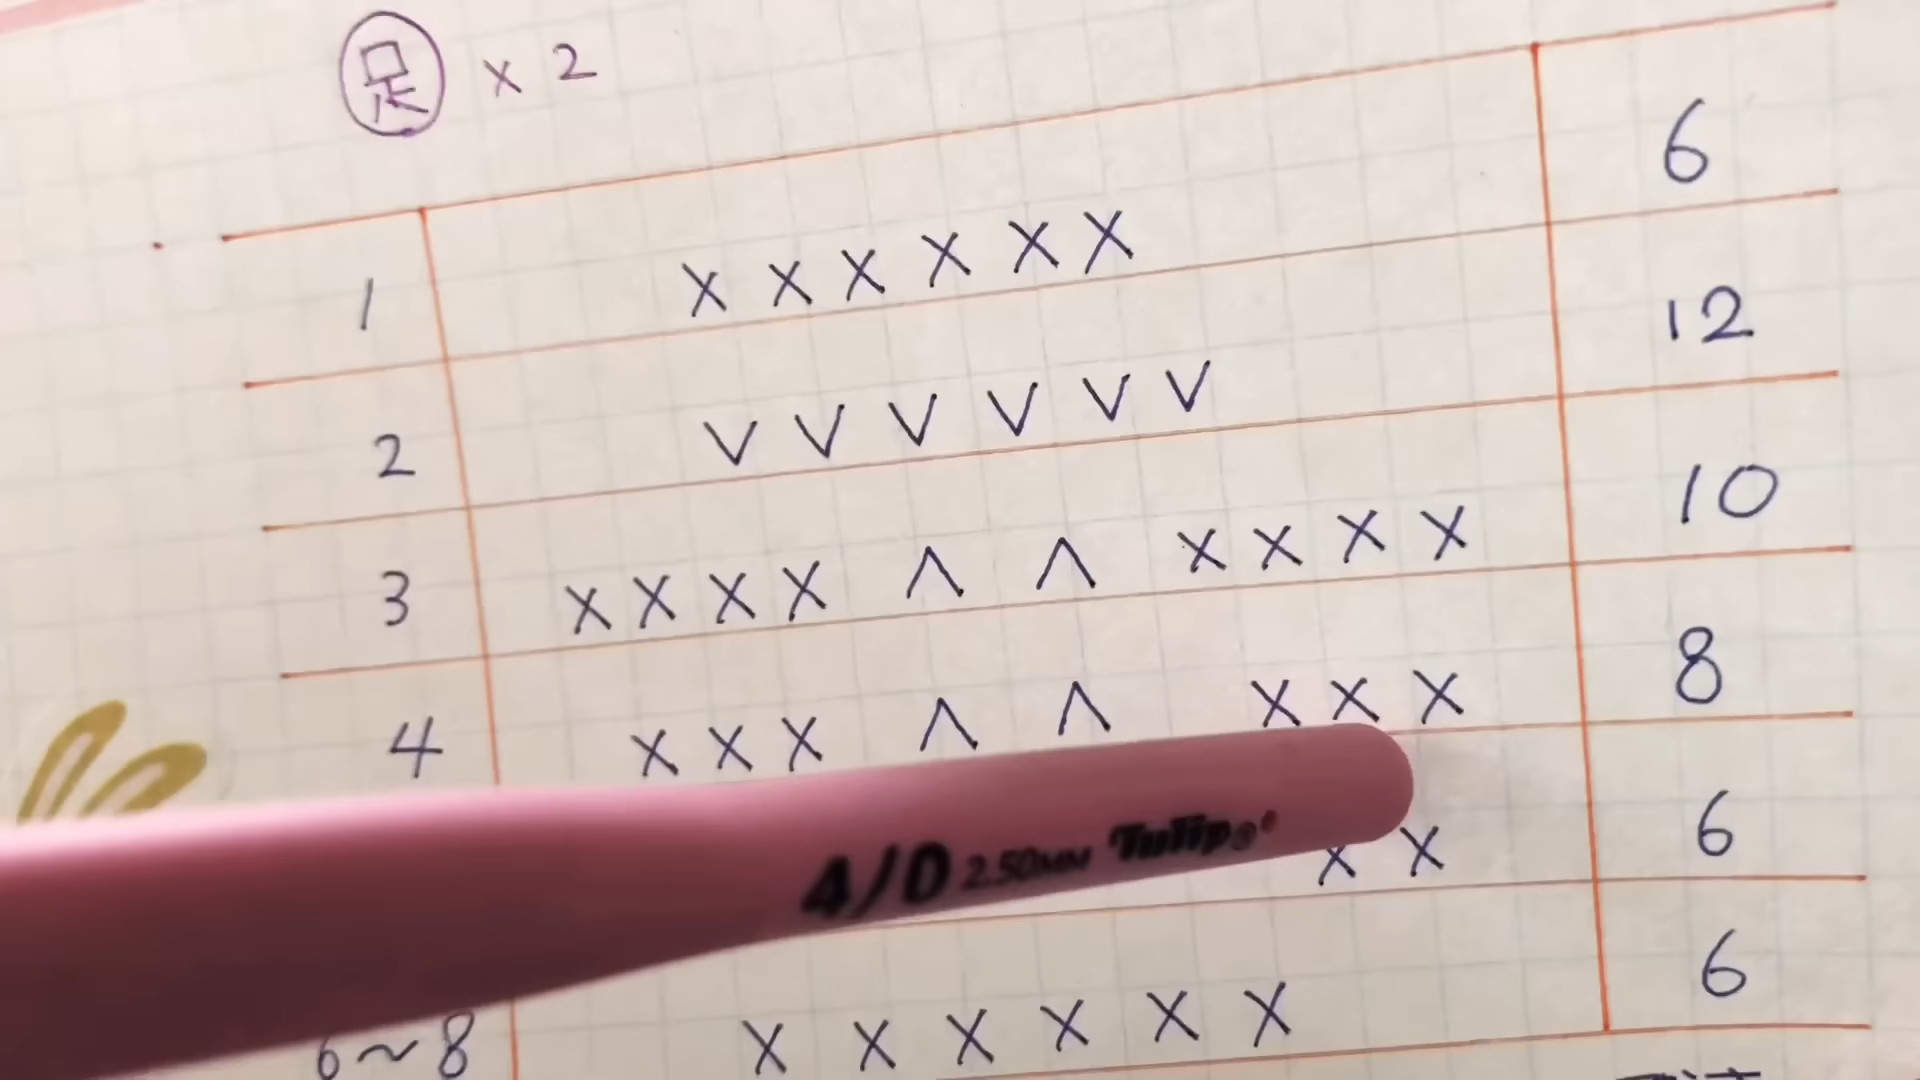 足 x 2
1 X X X X X X 6
2 V V V V V V 12
3 X X X X Λ Λ X X X X 10
4 X X X Λ Λ X X X 8
X X 6
4/0 2.50MM Tulip®
6~8 X X X X X X 6